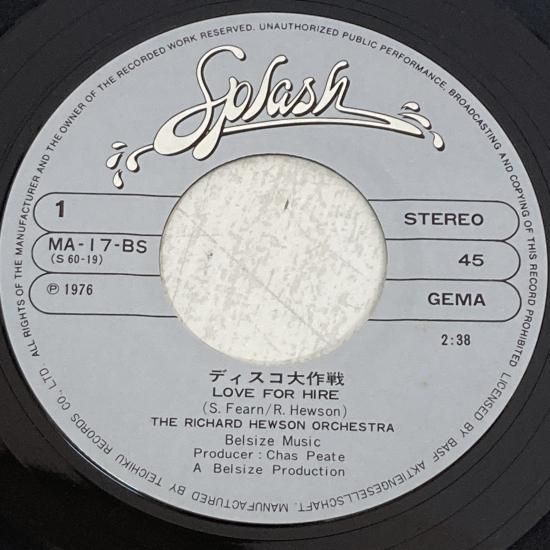 ALL RIGHTS OF THE MANUFACTURER AND THE OWNER OF THE RECORDED WORK RESERVED. UNAUTHORIZED PUBLIC PERFORMANCE, BROADCASTING AND COPYING OF THIS RECORD PROHIBITED
Splash
1
STEREO
MA-17-BS
(S 60-19)
45
℗ 1976
GEMA
2:38
ディスコ大作戦
LOVE FOR HIRE
(S. Fearn/R. Hewson)
THE RICHARD HEWSON ORCHESTRA
Belsize Music
Producer : Chas Peate
A Belsize Production
MANUFACTURED BY TEICHIKU RECORDS CO., LTD.
LICENSED BY BASF AKTIENGESELLSCHAFT.